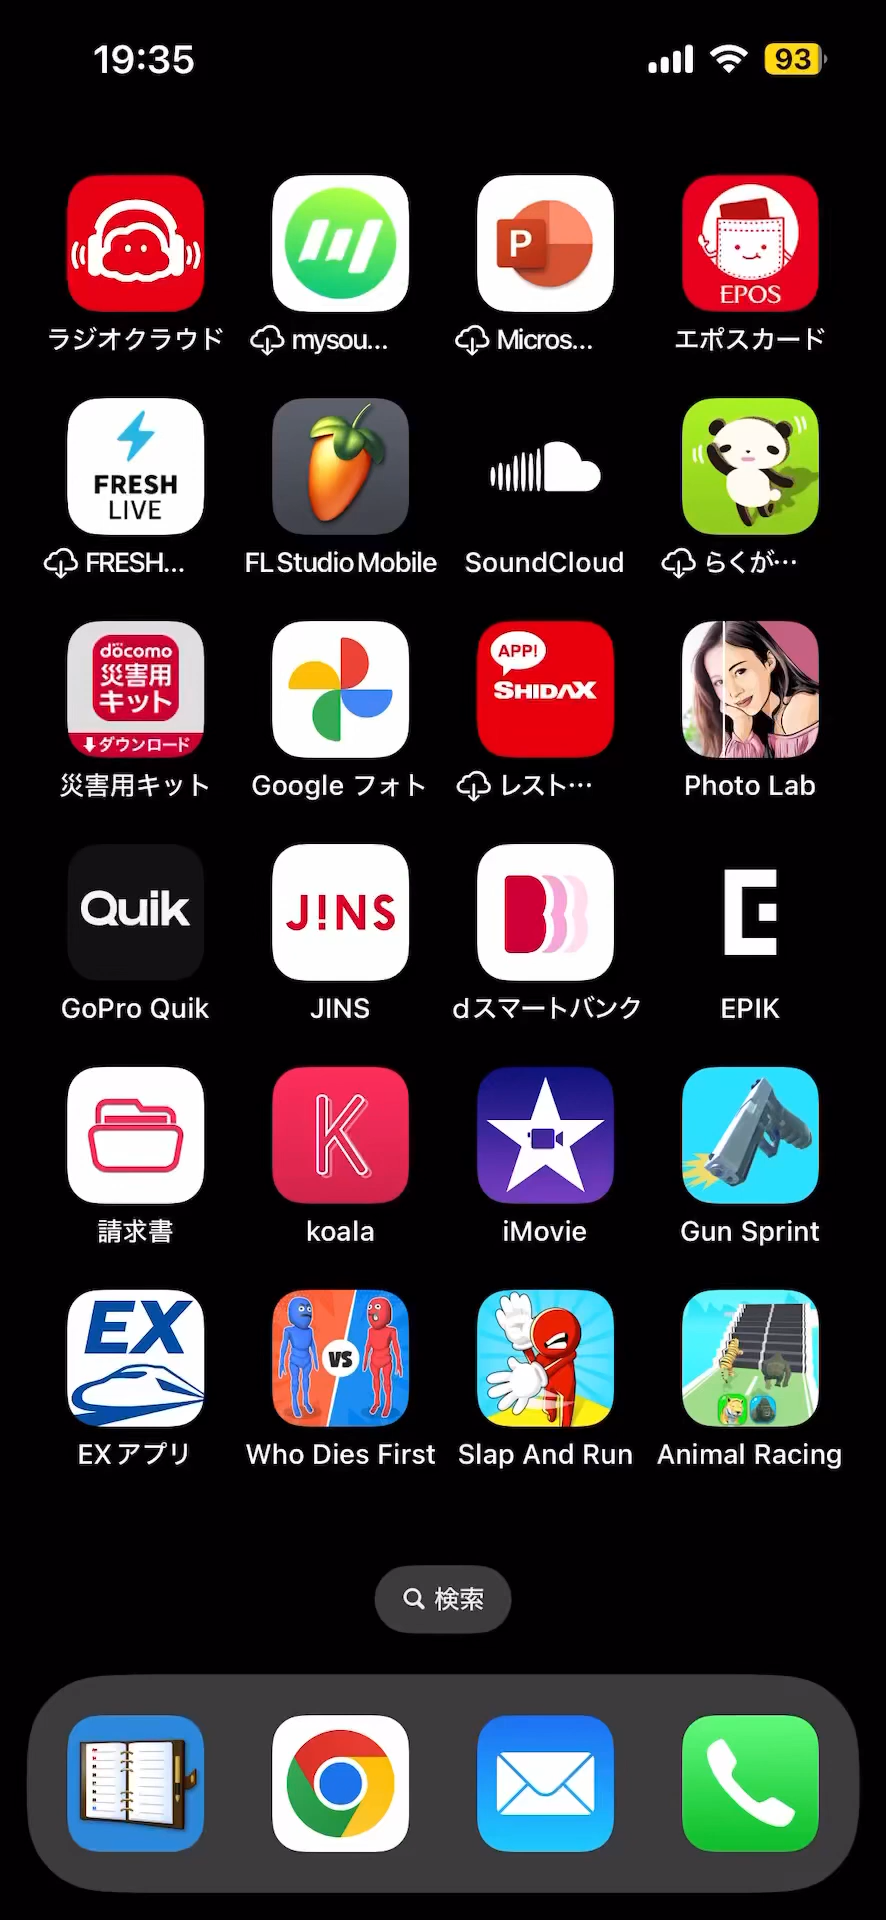 19:35
93
EPOS
ラジオクラウド
mysou...
P
Micros...
エポスカード
FRESH
LIVE
FRESH...
FL Studio Mobile
SoundCloud
らくが…
döcomo
災害用
キット
ダウンロード
災害用キット
Google フォト
APP!
SHIDAX
レスト…
Photo Lab
Quik
GoPro Quik
J!NS
JINS
dスマートバンク
EPIK
請求書
K
koala
iMovie
Gun Sprint
EX
EXアプリ
VS
Who Dies First
Slap And Run
Animal Racing
検索